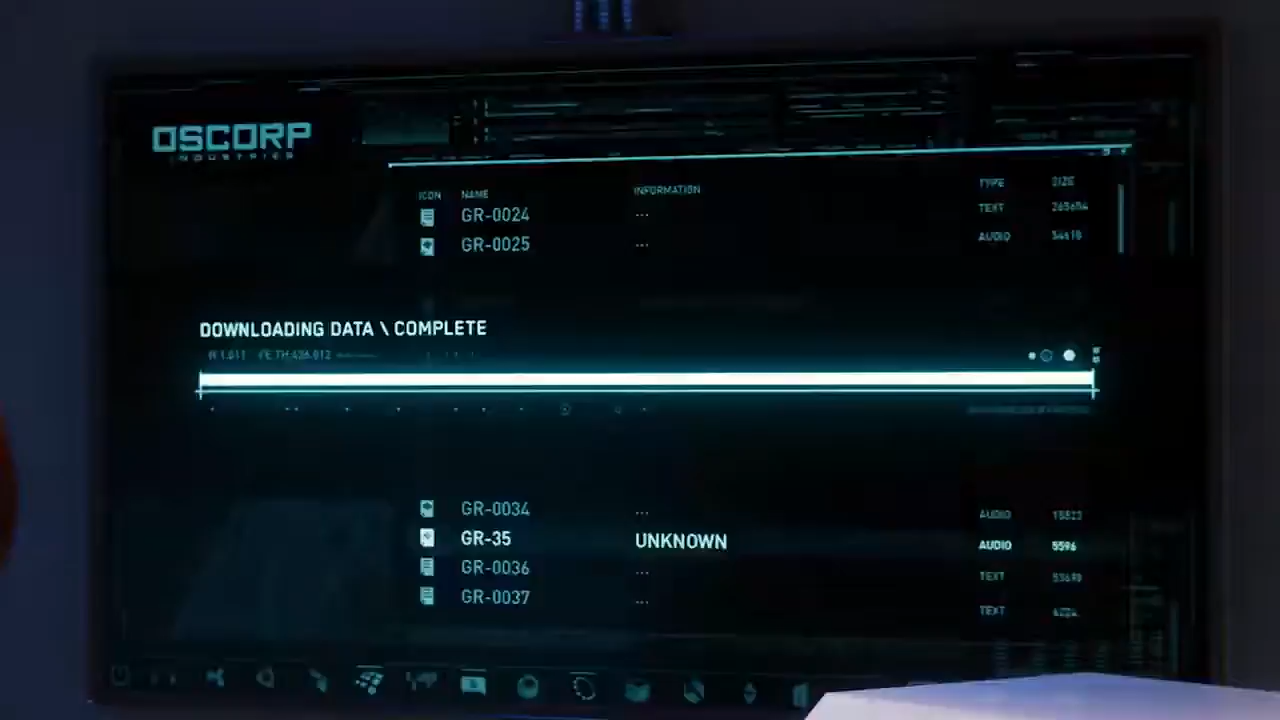 OSCORP
INDUSTRIES
ICON NAME INFORMATION TYPE SIZE
GR-0024 ... TEXT
GR-0025 ... AUDIO
DOWNLOADING DATA \ COMPLETE
GR-0034 ... AUDIO
GR-35 UNKNOWN AUDIO 5596
GR-0036 ... TEXT
GR-0037 ... TEXT